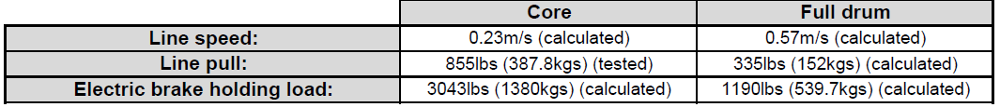 Core Full drum
Line speed: 0.23m/s (calculated) 0.57m/s (calculated)
Line pull: 855lbs (387.8kgs) (tested) 335lbs (152kg) (calculated)
Electric brake holding load: 3043lbs (1380kgs) (calculated) 1190lbs (539.7kgs) (calculated)